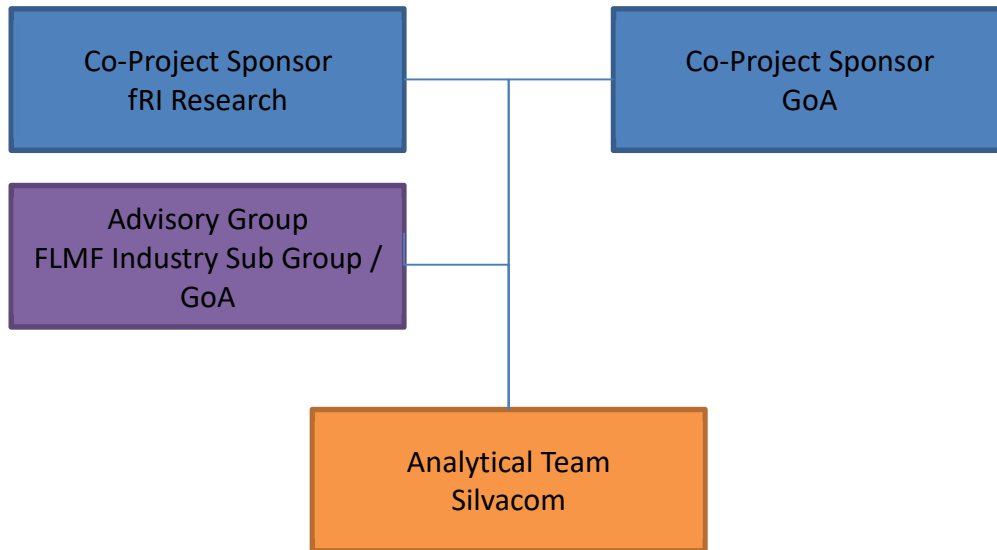 Co-Project Sponsor
fRI Research
Co-Project Sponsor
GoA
Advisory Group
FLMF Industry Sub Group /
GoA
Analytical Team
Silvacom